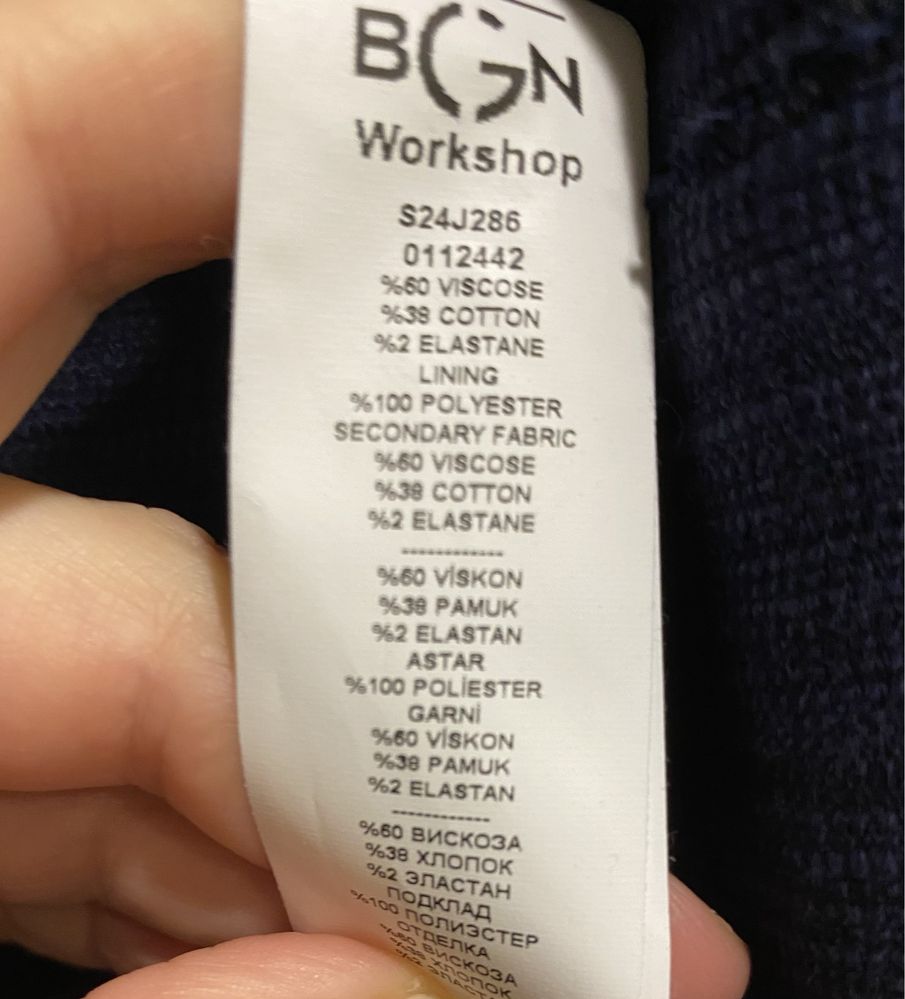 BGN
Workshop
S24J286
0112442
%60 VISCOSE
%38 COTTON
%2 ELASTANE
LINING
%100 POLYESTER
SECONDARY FABRIC
%60 VISCOSE
%38 COTTON
%2 ELASTANE
------------
%60 VİSKON
%38 PAMUK
%2 ELASTAN
ASTAR
%100 POLİESTER
GARNİ
%60 VİSKON
%38 PAMUK
%2 ELASTAN
------------
%60 ВИСКОЗА
%38 ХЛОПОК
%2 ЭЛАСТАН
ПОДКЛАД
%100 ПОЛИЭСТЕР
ОТДЕЛКА
%60 ВИСКОЗА
%38 ХЛОПОК